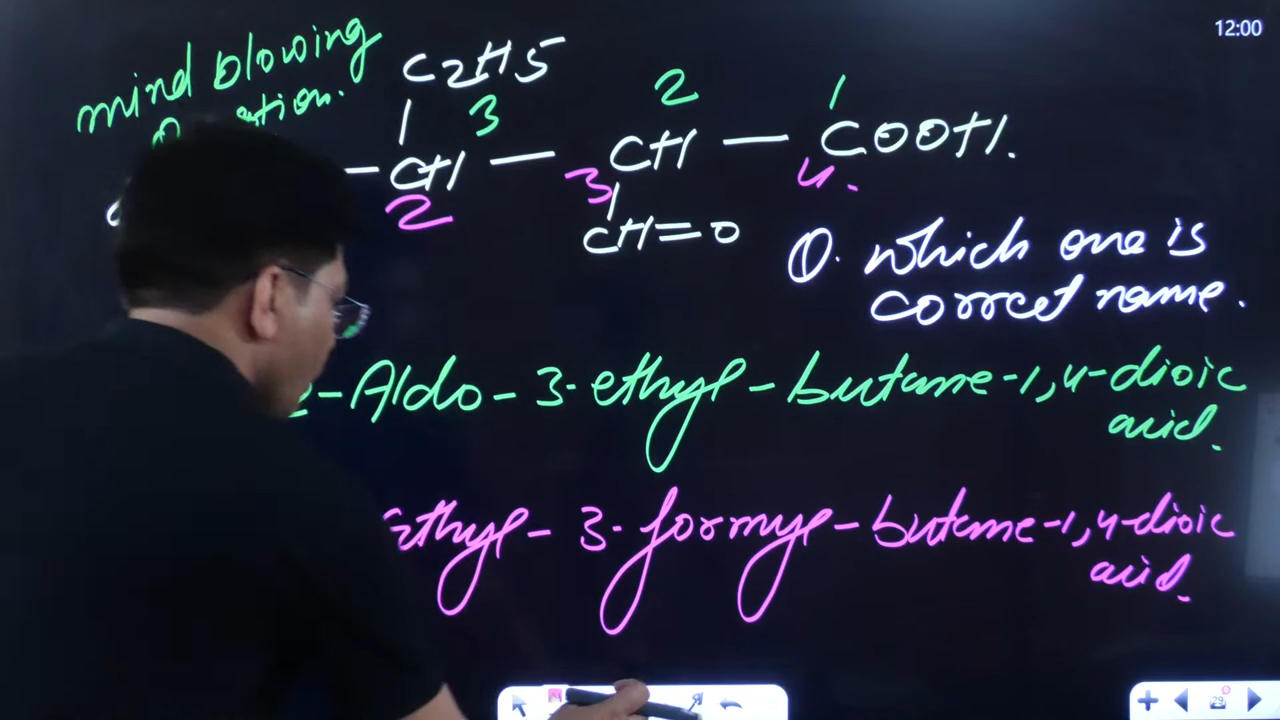 12:00
mind blowing
C2H5
3 2 1
— CH — CH — COOH.
2 3 4.
CH=O
Q. which one is
correct name.
2-Aldo-3-ethyl-butane-1,4-dioic
acid.
Ethyl-3-formyl-butane-1,4-dioic
acid.